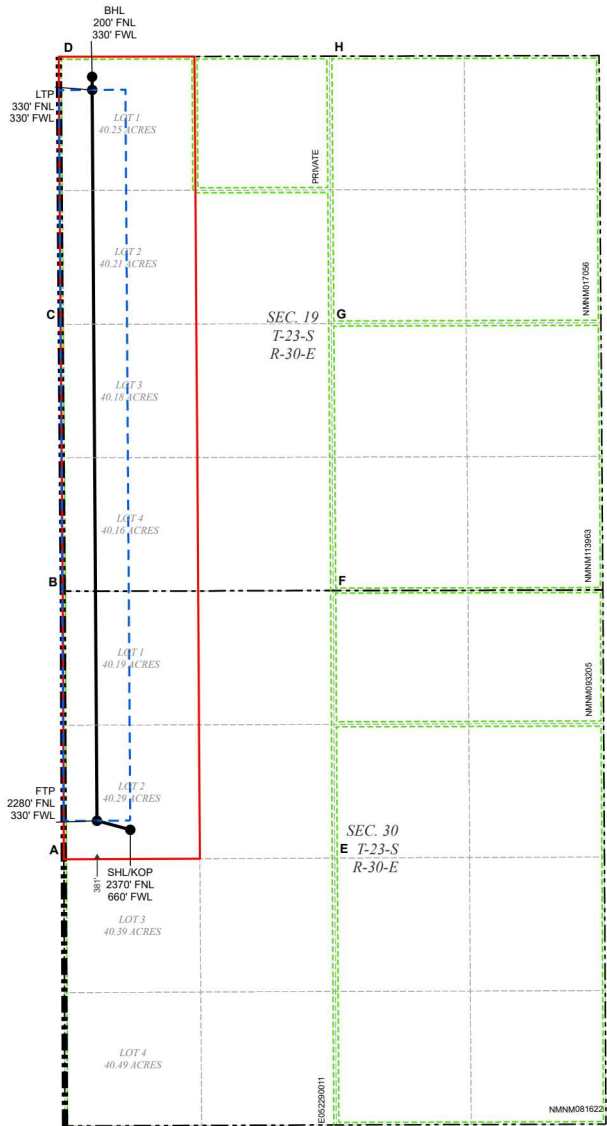 BHL
200' FNL
330' FWL
D
H
LTP
330' FNL
330' FWL
LOT 1
40.25 ACRES
PRIVATE
LOT 2
40.21 ACRES
NMNM017056
C
SEC. 19
T-23-S
R-30-E
G
LOT 3
40.18 ACRES
LOT 4
40.16 ACRES
NMNM113963
B
F
LOT 1
40.19 ACRES
NMNM093205
LOT 2
40.29 ACRES
FTP
2280' FNL
330' FWL
SEC. 30
T-23-S
R-30-E
A
E
381'
SHL/KOP
2370' FNL
660' FWL
LOT 3
40.39 ACRES
LOT 4
40.49 ACRES
E052290011
NMNM081622